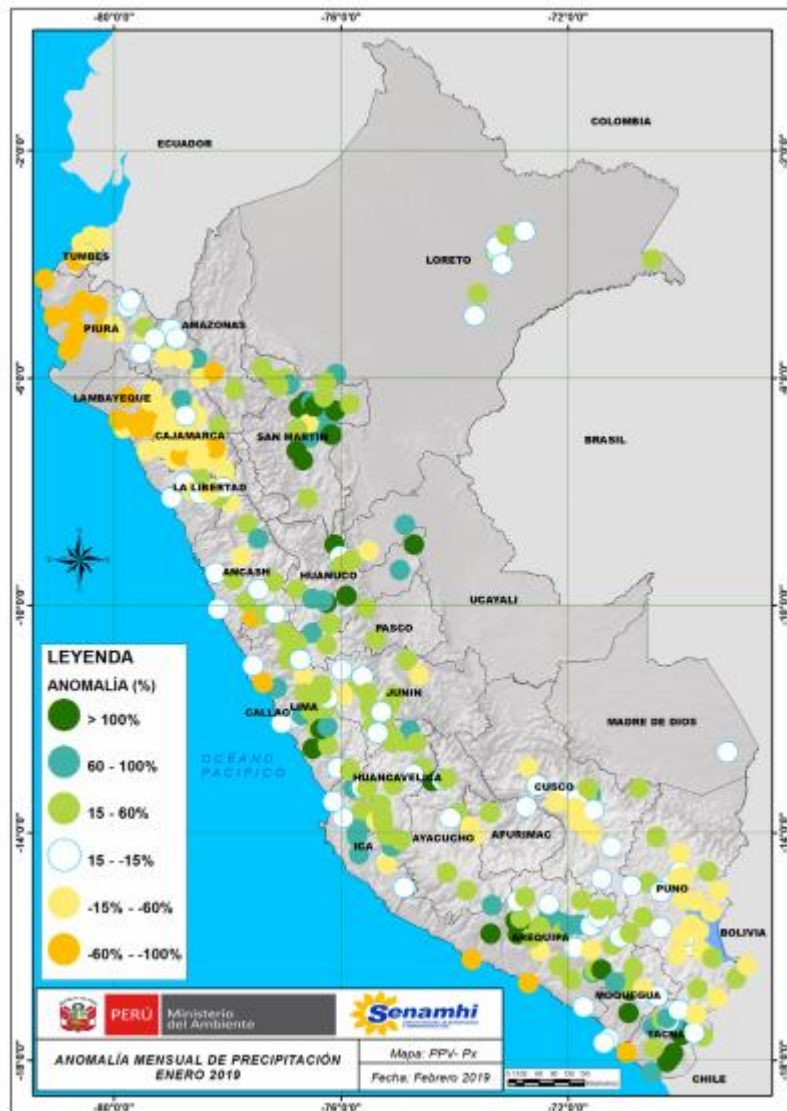 -80°0'0"
-76°0'0"
-72°0'0"
COLOMBIA
ECUADOR
-2°0'0"
-2°0'0"
LORETO
TUMBES
PIURA
AMAZONAS
-6°0'0"
-6°0'0"
LAMBAYEQUE
CAJAMARCA
SAN MARTIN
BRASIL
LA LIBERTAD
ANCASH
HUANUCO
UCAYALI
-10°0'0"
-10°0'0"
PASCO
LEYENDA
ANOMALÍA (%)
> 100%
60 - 100%
15 - 60%
15 - -15%
-15% - -60%
-60% - -100%
JUNIN
LIMA
CALLAO
MADRE DE DIOS
OCÉANO
PACIFICO
HUANCAVELICA
CUSCO
-14°0'0"
-14°0'0"
AYACUCHO
APURIMAC
ICA
PUNO
AREQUIPA
BOLIVIA
MOQUEGUA
TACNA
CHILE
PERÚ
Ministerio
del Ambiente
Senamhi
ANOMALÍA MENSUAL DE PRECIPITACIÓN
ENERO 2019
Mapa: PPV- Px
Fecha: Febrero 2019
-18°0'0"
-18°0'0"
-80°0'0"
-76°0'0"
-72°0'0"